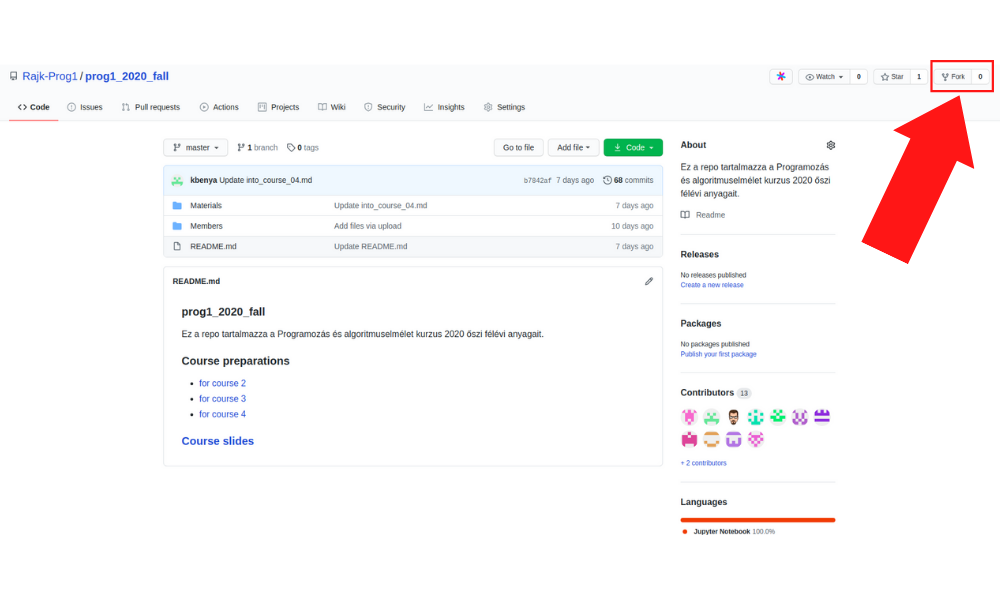 Rajk-Prog1 / prog1_2020_fall
Watch 0 Star 1 Fork 0
Code Issues Pull requests Actions Projects Wiki Security Insights Settings
master 1 branch 0 tags Go to file Add file Code
kbenya Update into_course_04.md b7042af 7 days ago 68 commits
Materials Update into_course_04.md 7 days ago
Members Add files via upload 10 days ago
README.md Update README.md 7 days ago
README.md
prog1_2020_fall
Ez a repo tartalmazza a Programozás és algoritmuselmélet kurzus 2020 őszi félévi anyagait.
Course preparations
for course 2
for course 3
for course 4
Course slides
About
Ez a repo tartalmazza a Programozás
és algoritmuselmélet kurzus 2020 őszi
félévi anyagait.
Readme
Releases
No releases published
Create a new release
Packages
No packages published
Publish your first package
Contributors 13
+ 2 contributors
Languages
Jupyter Notebook 100.0%